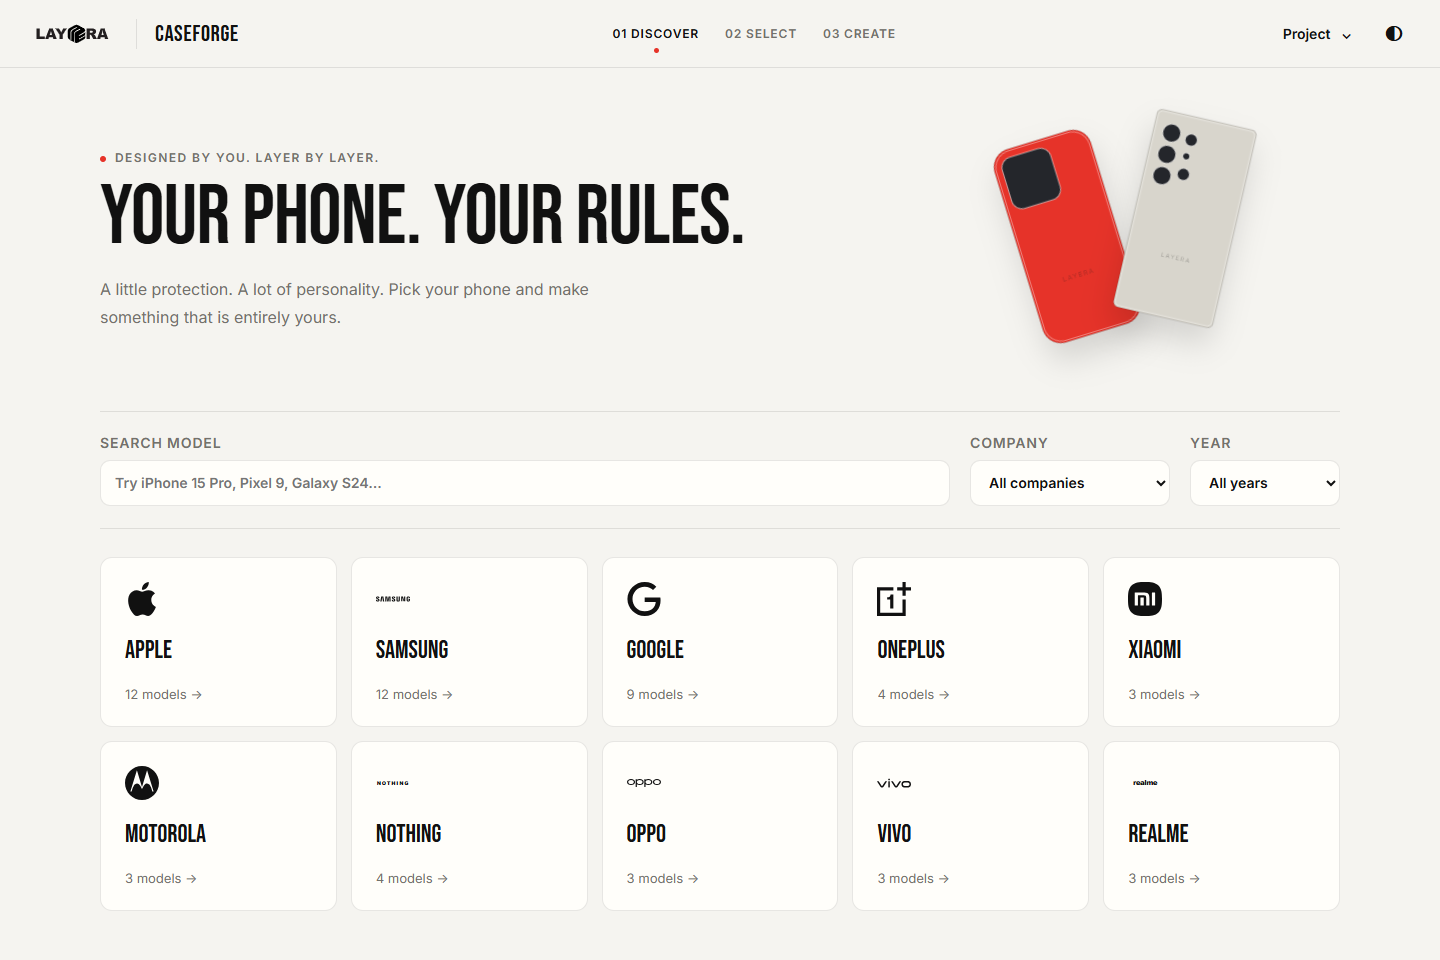 LAYERA
CASEFORGE
01 DISCOVER
02 SELECT
03 CREATE
Project
DESIGNED BY YOU. LAYER BY LAYER.
YOUR PHONE. YOUR RULES.
A little protection. A lot of personality. Pick your phone and make
something that is entirely yours.
LAYERA
LAYERA
SEARCH MODEL
COMPANY
YEAR
Try iPhone 15 Pro, Pixel 9, Galaxy S24...
All companies
All years
APPLE
12 models →
SAMSUNG
SAMSUNG
12 models →
G
GOOGLE
9 models →
1+
ONEPLUS
4 models →
mi
XIAOMI
3 models →
MOTOROLA
3 models →
NOTHING
NOTHING
4 models →
oppo
OPPO
3 models →
vivo
VIVO
3 models →
realme
REALME
3 models →